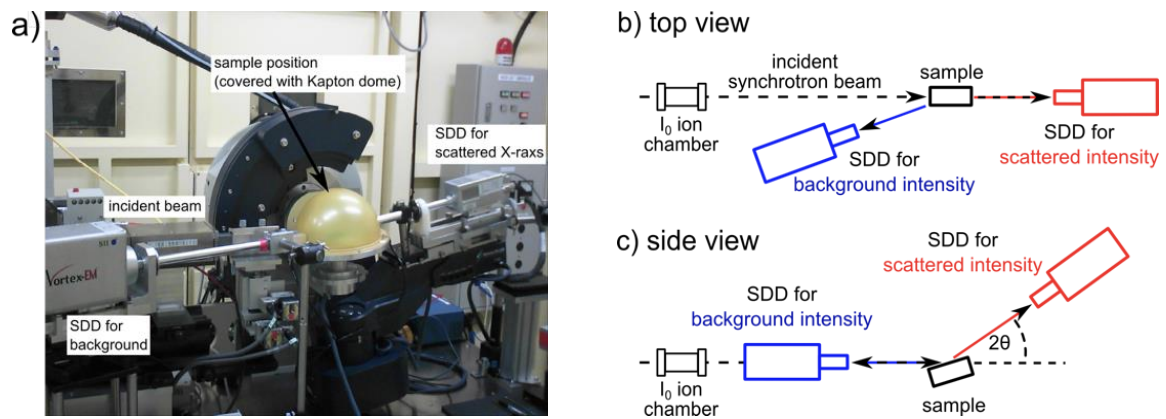 a)
sample position
(covered with Kapton dome)
SDD for
scattered X-raxs
incident beam
SII
Vortex-EM
SDD for
background
b) top view
incident
synchrotron beam
sample
I0 ion
chamber
SDD for
background intensity
SDD for
scattered intensity
c) side view
SDD for
scattered intensity
SDD for
background intensity
2θ
I0 ion
chamber
sample